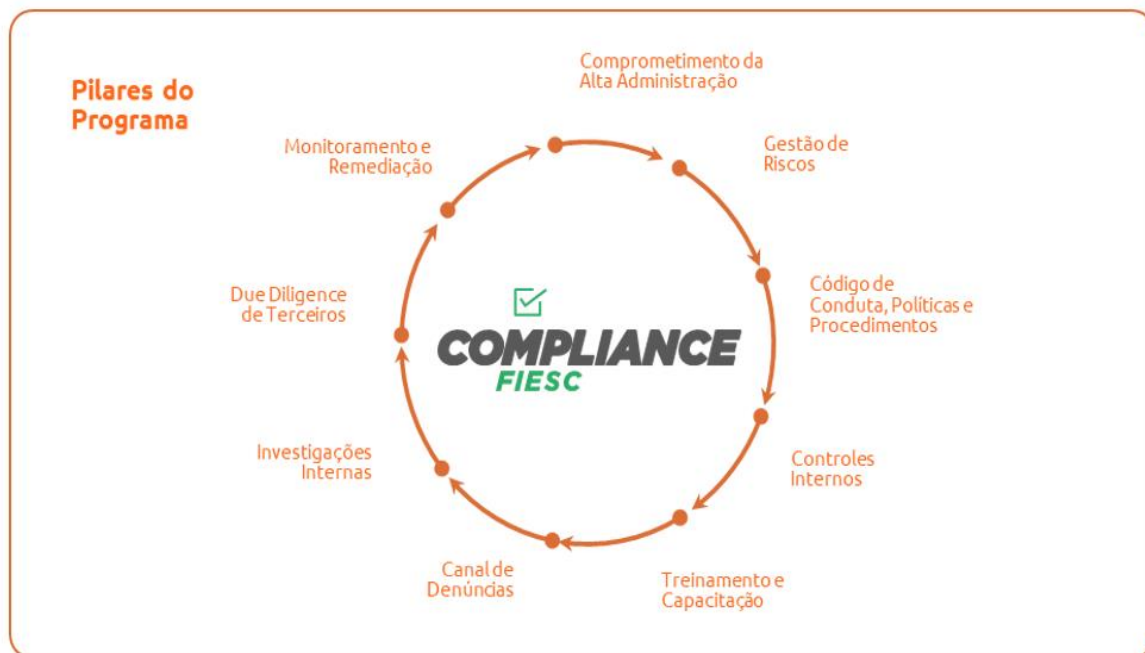 Pilares do
Programa
Comprometimento da
Alta Administração
Gestão de
Riscos
Código de
Conduta, Políticas e
Procedimentos
Controles
Internos
Treinamento e
Capacitação
Canal de
Denúncias
Investigações
Internas
Due Diligence
de Terceiros
Monitoramento e
Remediação
COMPLIANCE
FIESC